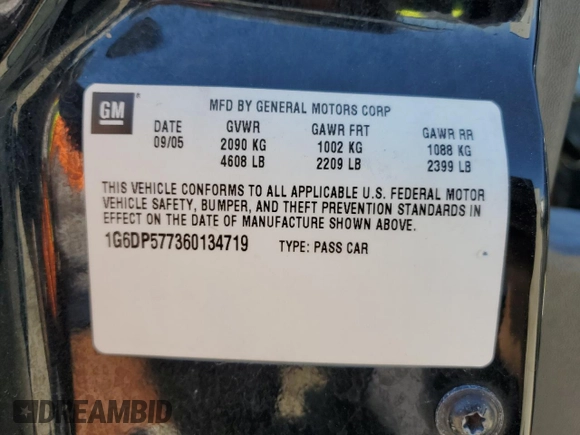 GM ®
MFD BY GENERAL MOTORS CORP
DATE GVWR GAWR FRT GAWR RR
09/05 2090 KG 1002 KG 1088 KG
4608 LB 2209 LB 2399 LB
THIS VEHICLE CONFORMS TO ALL APPLICABLE U.S. FEDERAL MOTOR
VEHICLE SAFETY, BUMPER, AND THEFT PREVENTION STANDARDS IN
EFFECT ON THE DATE OF MANUFACTURE SHOWN ABOVE.
1G6DP577360134719 TYPE: PASS CAR
DREAMBID